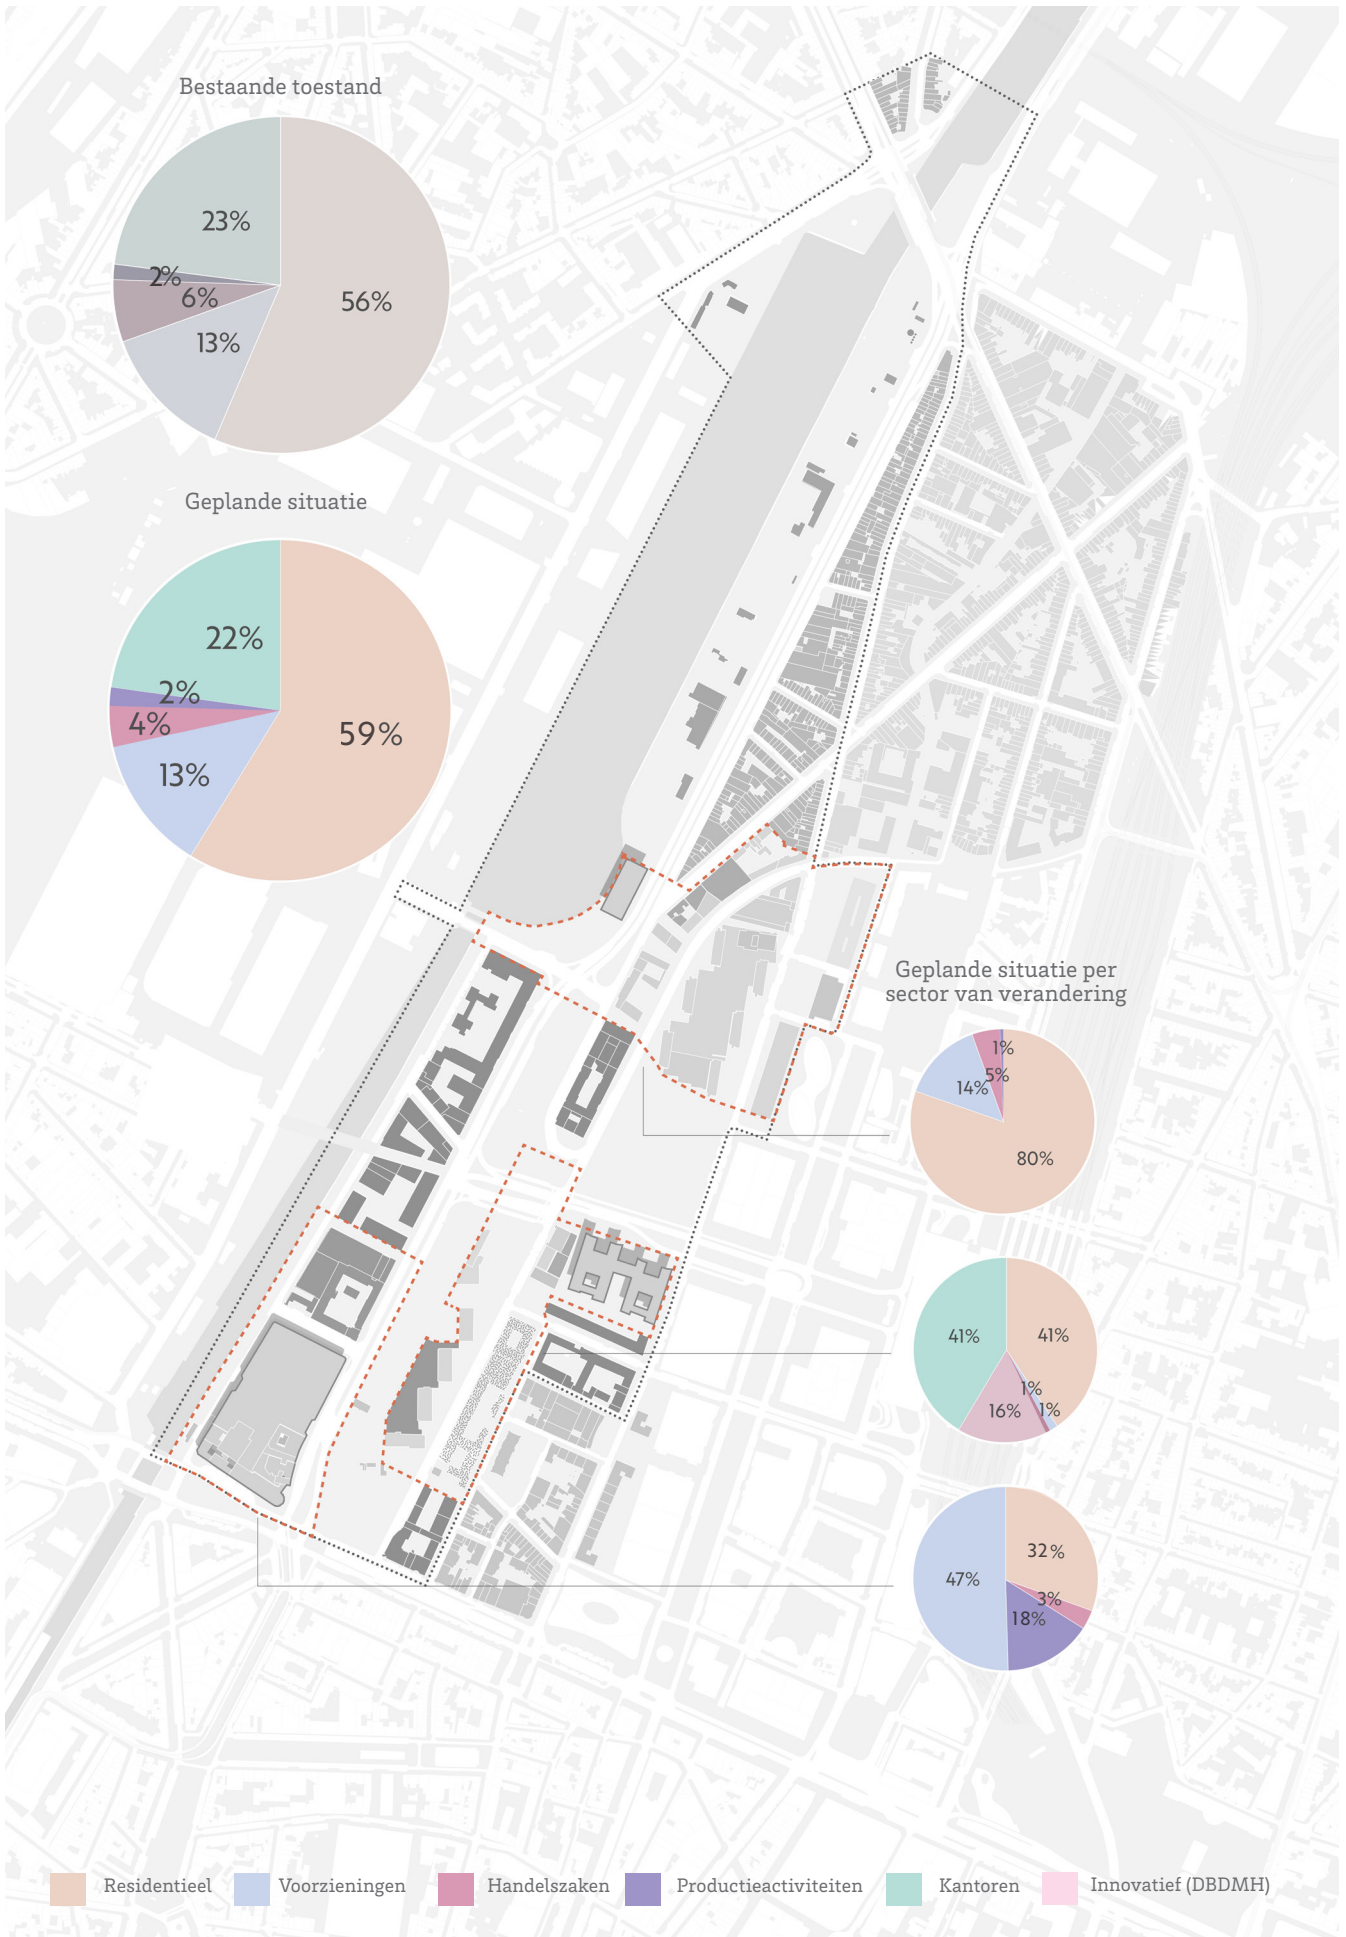 Bestaande toestand
23%
2%
6%
13%
56%
Geplande situatie
22%
2%
4%
13%
59%
Geplande situatie per
sector van verandering
1%
5%
14%
80%
41%
41%
1%
1%
16%
32%
47%
3%
18%
Residentieel
Voorzieningen
Handelszaken
Productieactiviteiten
Kantoren
Innovatief (DBDMH)